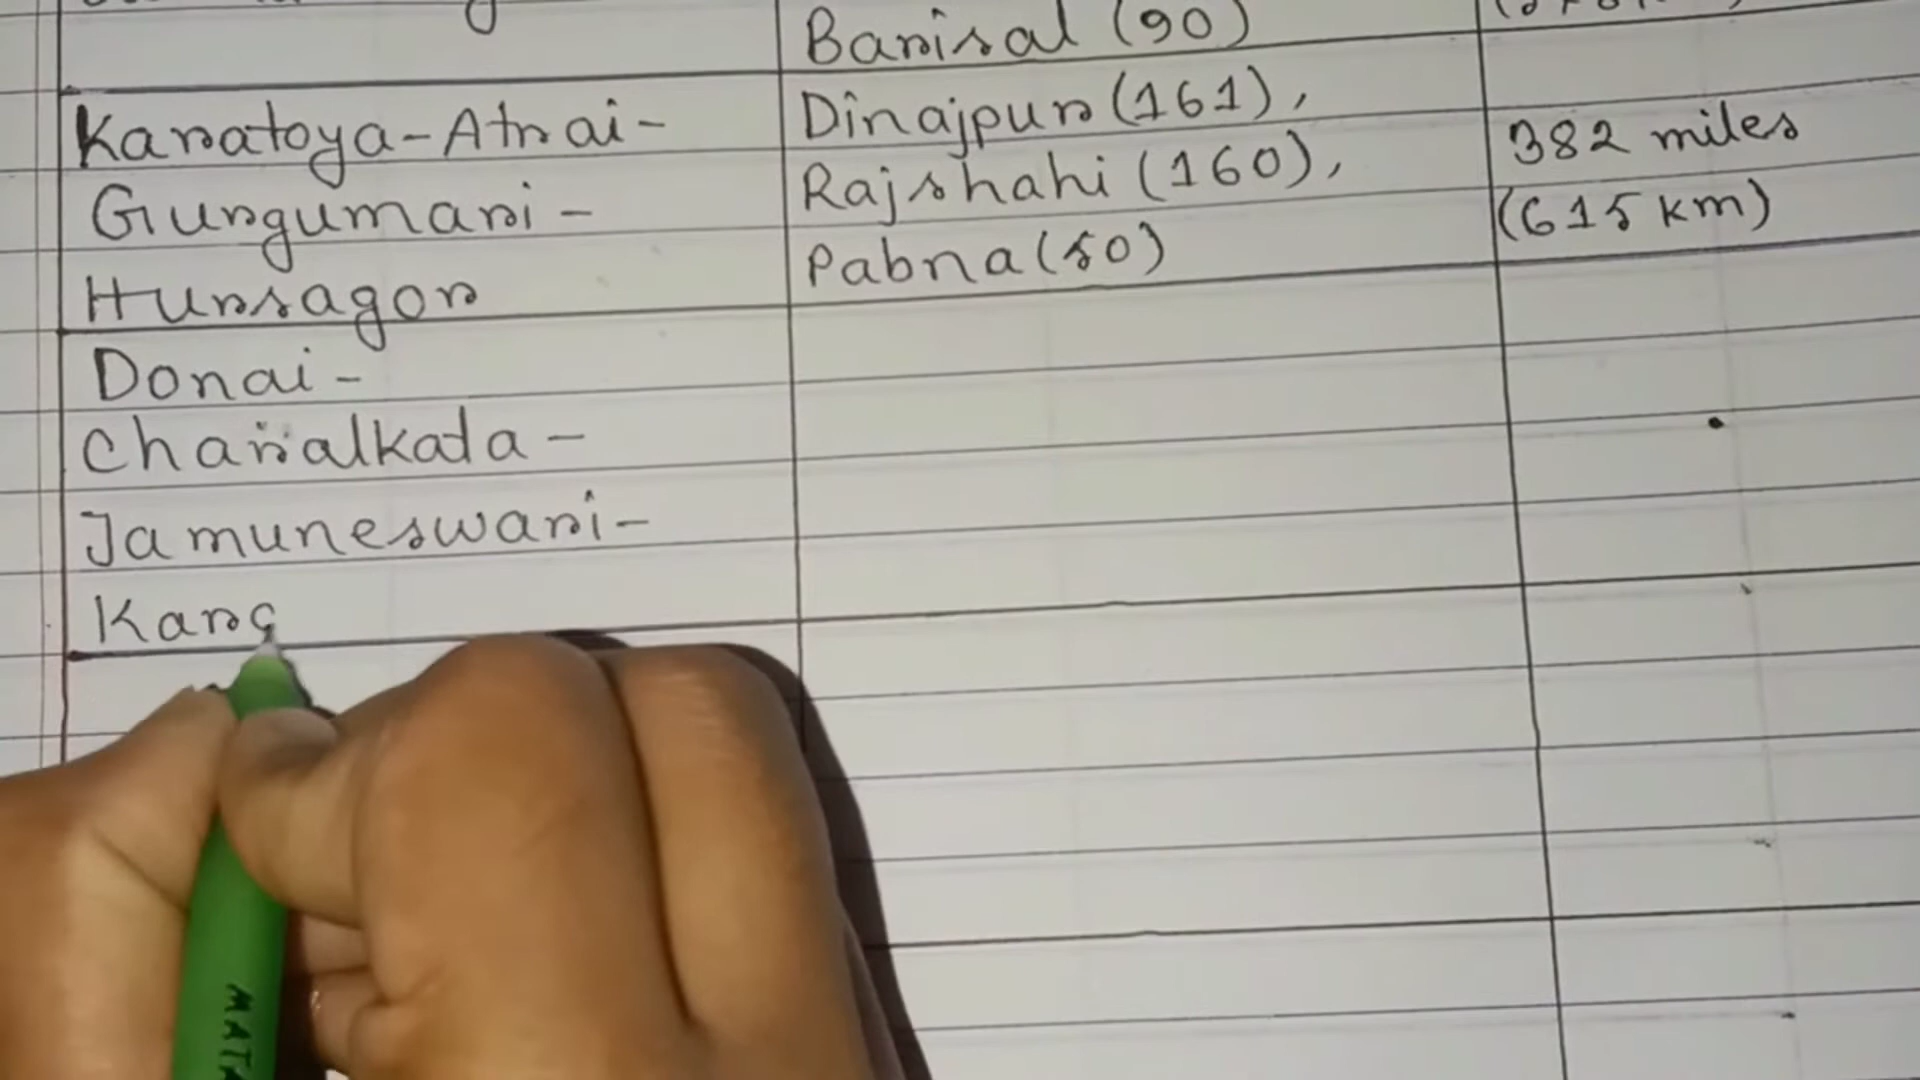 Barisal (90)
Karatoya-Atrai-
Gurgumari-
Hursagor
Dinajpur (161),
Rajshahi (160),
Pabna (50)
382 miles
(615 km)
Donai-
Charalkata-
Jamuneswari-